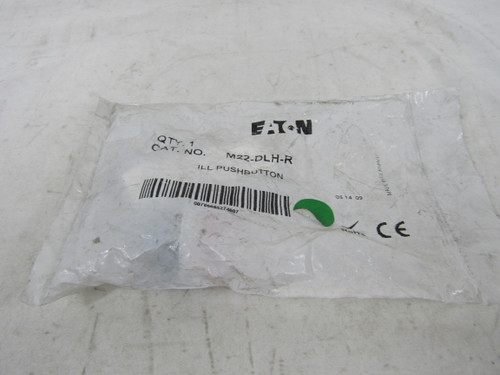 EATON
QTY. 1
CAT. NO. M22-DLH-R
ILL PUSHBUTTON
CE